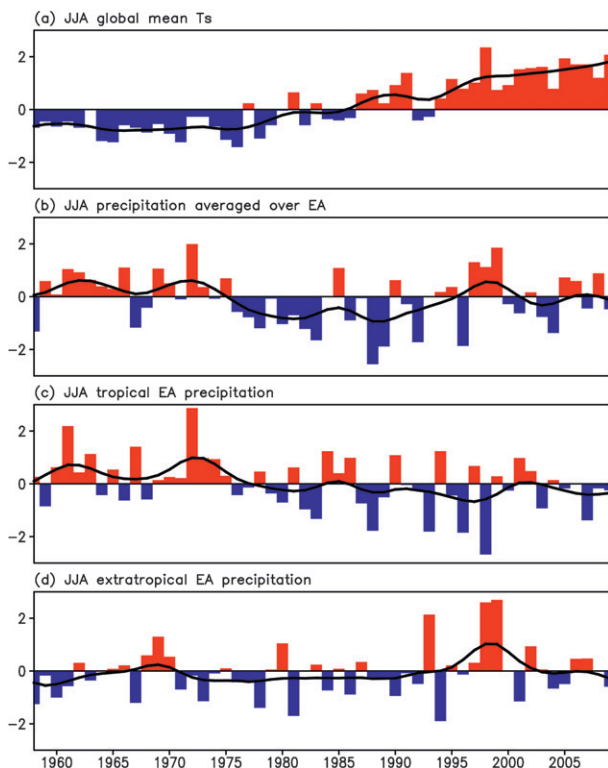 (a) JJA global mean Ts
2
0
−2
(b) JJA precipitation averaged over EA
2
0
−2
(c) JJA tropical EA precipitation
2
0
−2
(d) JJA extratropical EA precipitation
2
0
−2
1960 1965 1970 1975 1980 1985 1990 1995 2000 2005